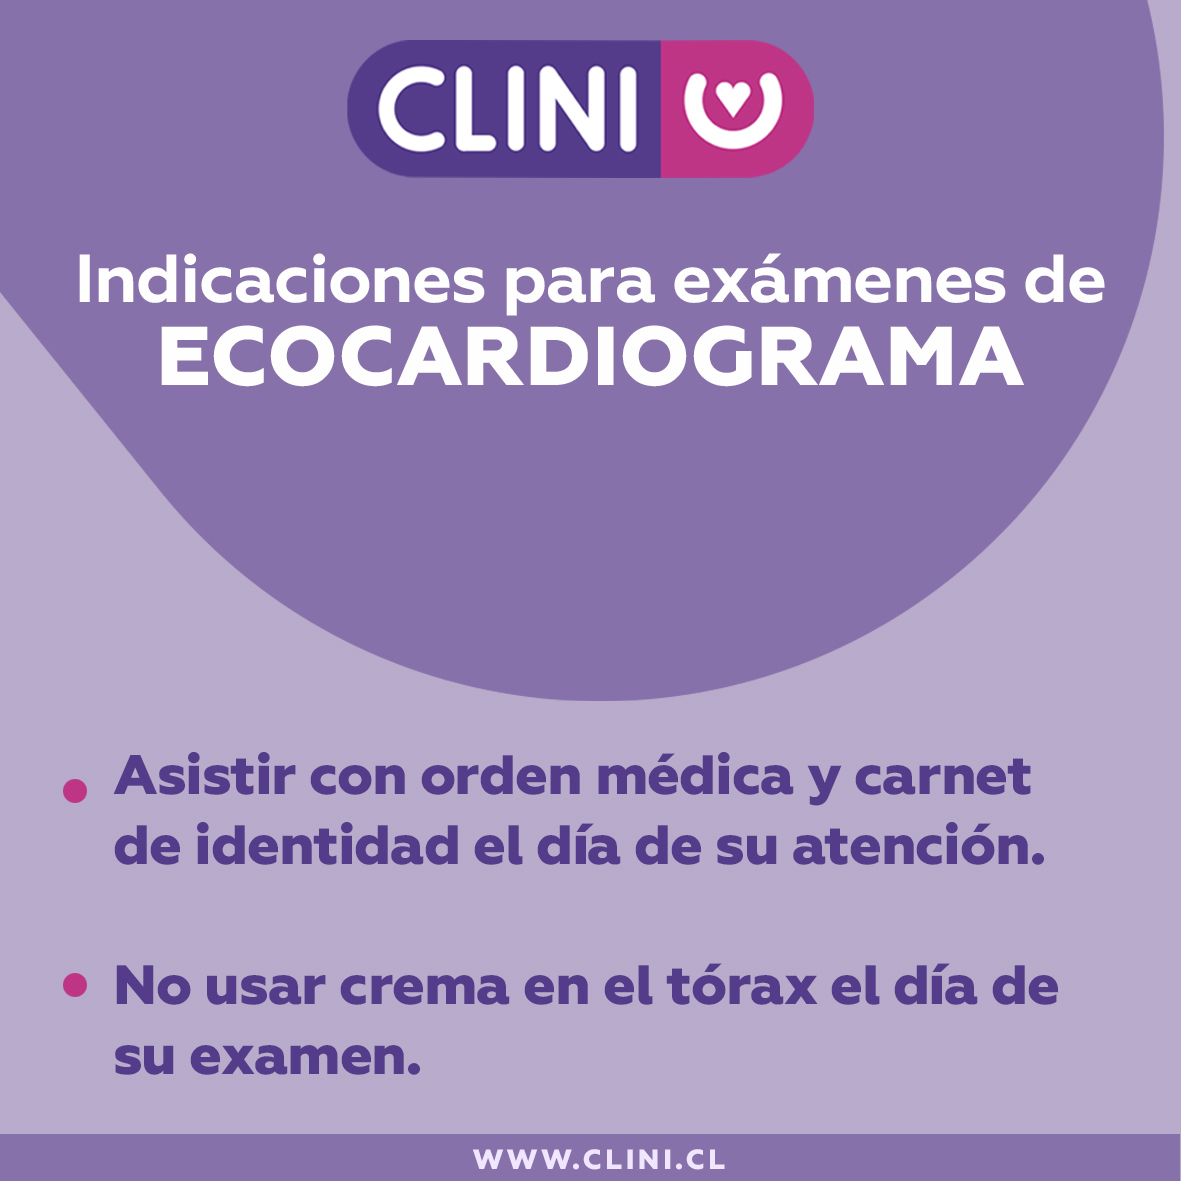 CLINI
Indicaciones para exámenes de
ECOCARDIOGRAMA
Asistir con orden médica y carnet
de identidad el día de su atención.
No usar crema en el tórax el día de
su examen.
WWW.CLINI.CL